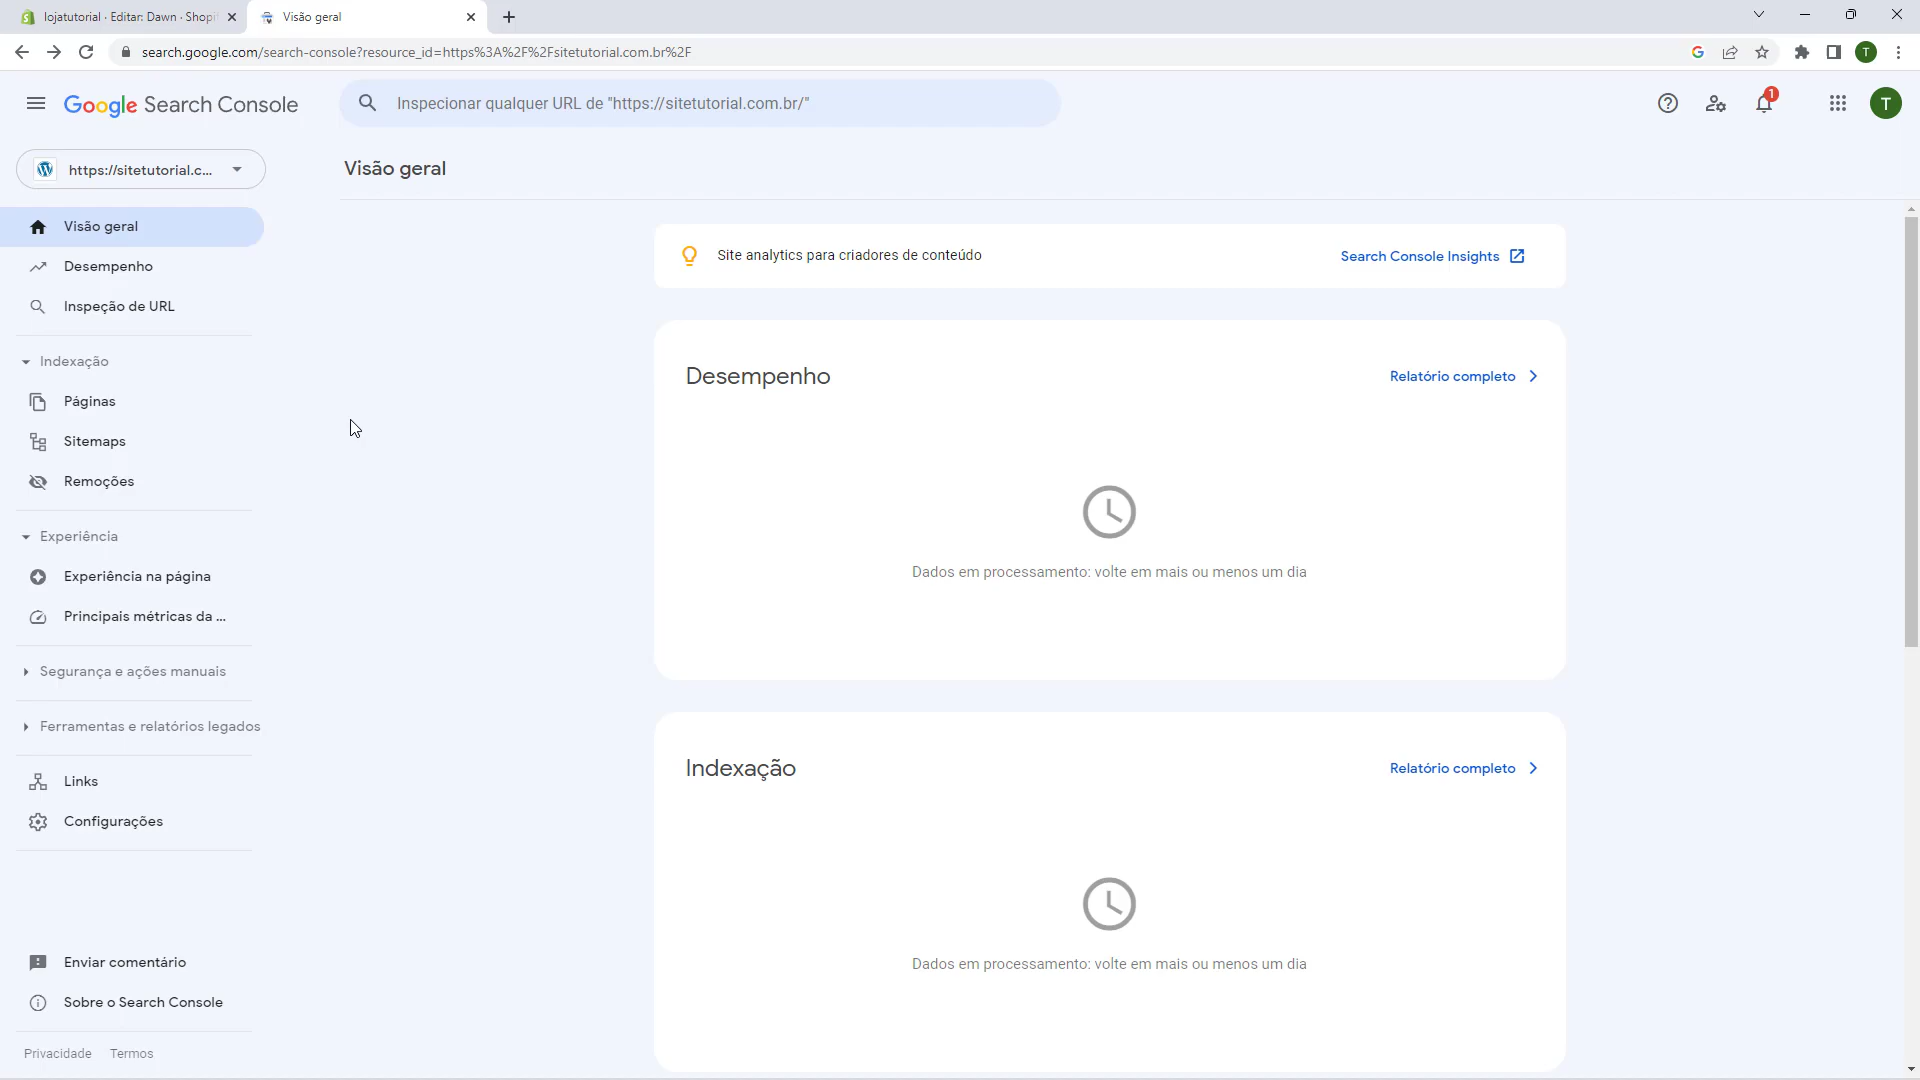 lojatutorial · Editar: Dawn · Shopi
Visão geral
search.google.com/search-console?resource_id=https%3A%2F%2Fsitetutorial.com.br%2F
T
Google Search Console
Inspecionar qualquer URL de "https://sitetutorial.com.br/"
1
T
https://sitetutorial.c...
Visão geral
Visão geral
Desempenho
Inspeção de URL
Indexação
Páginas
Sitemaps
Remoções
Experiência
Experiência na página
Principais métricas da ...
Segurança e ações manuais
Ferramentas e relatórios legados
Links
Configurações
Enviar comentário
Sobre o Search Console
Privacidade Termos
Site analytics para criadores de conteúdo
Search Console Insights
Desempenho
Relatório completo
Dados em processamento: volte em mais ou menos um dia
Indexação
Relatório completo
Dados em processamento: volte em mais ou menos um dia